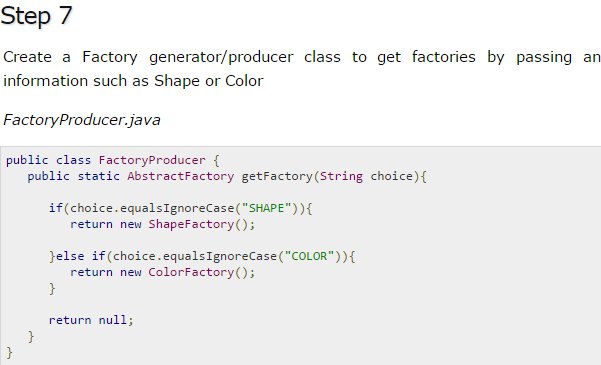 Step 7
Create a Factory generator/producer class to get factories by passing an
information such as Shape or Color
FactoryProducer.java
public class FactoryProducer {
   public static AbstractFactory getFactory(String choice){
      if(choice.equalsIgnoreCase("SHAPE")){
         return new ShapeFactory();
      }else if(choice.equalsIgnoreCase("COLOR")){
         return new ColorFactory();
      }
      return null;
   }
}